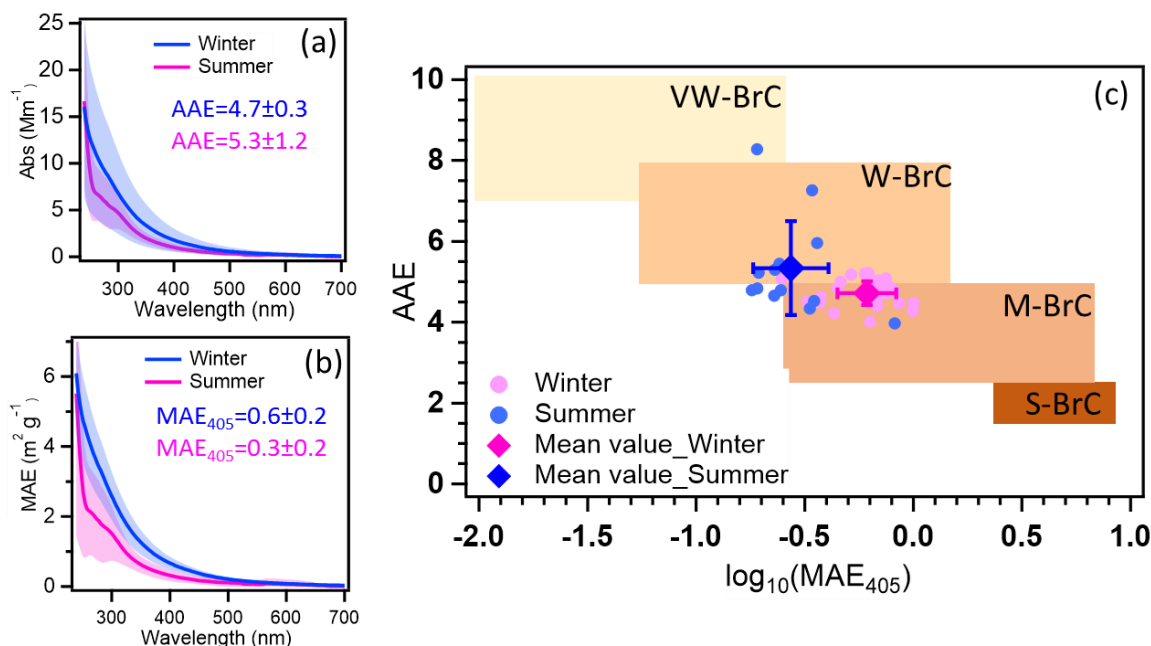 (a)
Winter
Summer
AAE=4.7±0.3
AAE=5.3±1.2
Abs (Mm⁻¹)
25
20
15
10
5
0
300 400 500 600 700
Wavelength (nm)
(b)
Winter
Summer
MAE₄₀₅=0.6±0.2
MAE₄₀₅=0.3±0.2
MAE (m² g⁻¹)
6
4
2
0
300 400 500 600 700
Wavelength (nm)
(c)
VW-BrC
W-BrC
M-BrC
S-BrC
AAE
10
8
6
4
2
0
Winter
Summer
Mean value_Winter
Mean value_Summer
-2.0 -1.5 -1.0 -0.5 0.0 0.5 1.0
log₁₀(MAE₄₀₅)